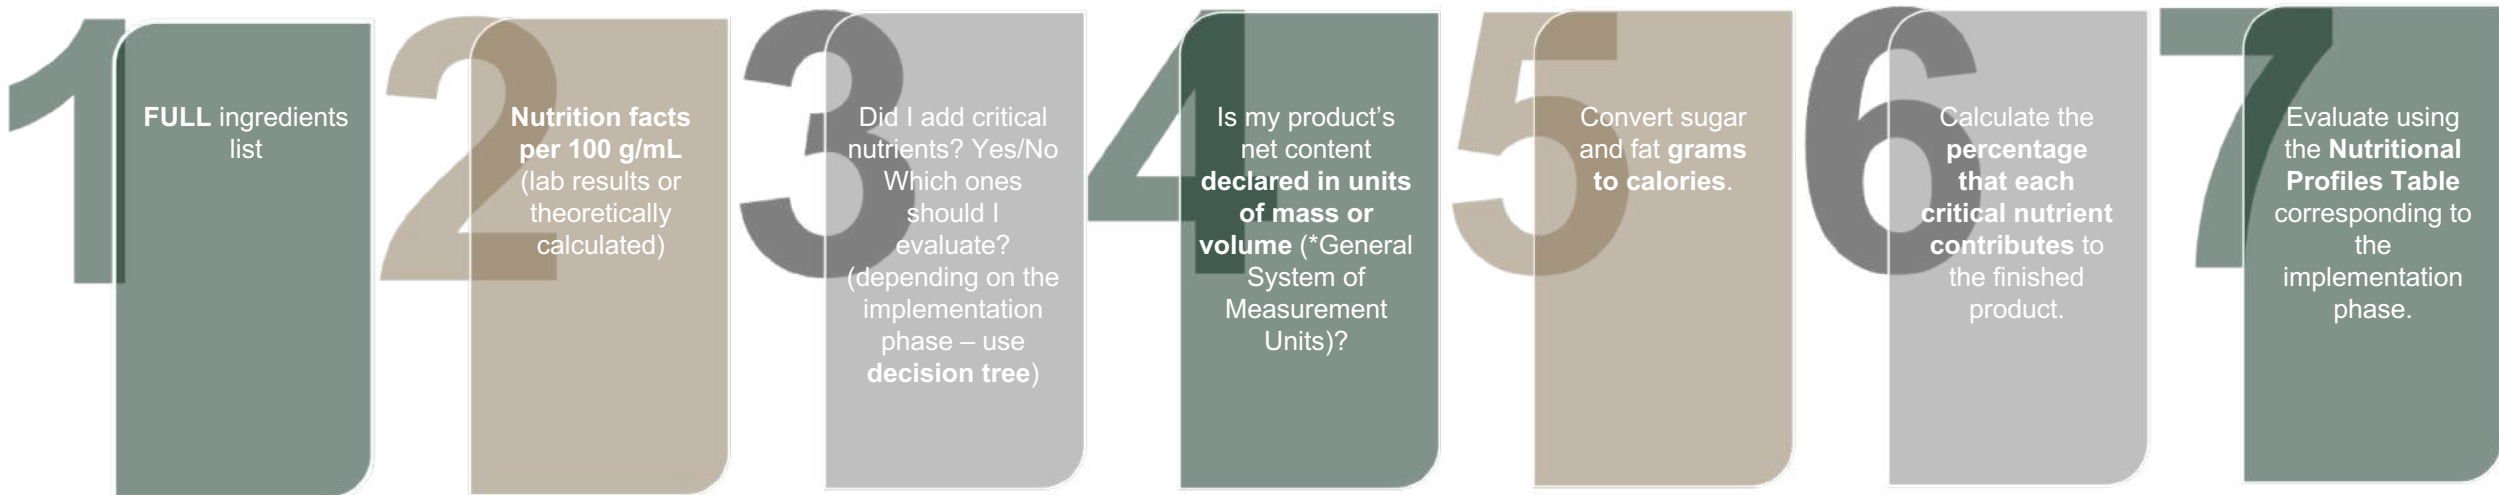 1
FULL ingredients
list
2
Nutrition facts
per 100 g/mL
(lab results or
theoretically
calculated)
3
Did I add critical
nutrients? Yes/No
Which ones
should I
evaluate?
(depending on the
implementation
phase – use
decision tree)
4
Is my product’s
net content
declared in units
of mass or
volume (*General
System of
Measurement
Units)?
5
Convert sugar
and fat grams
to calories.
6
Calculate the
percentage
that each
critical nutrient
contributes to
the finished
product.
7
Evaluate using
the Nutritional
Profiles Table
corresponding to
the
implementation
phase.